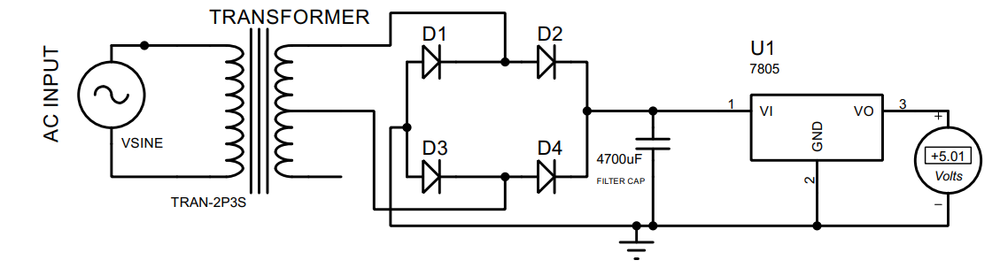 TRANSFORMER
AC INPUT
VSINE
TRAN-2P3S
D1
D2
D3
D4
4700uF
FILTER CAP
U1
7805
1
VI
VO
3
GND
2
+
+5.01
Volts
−